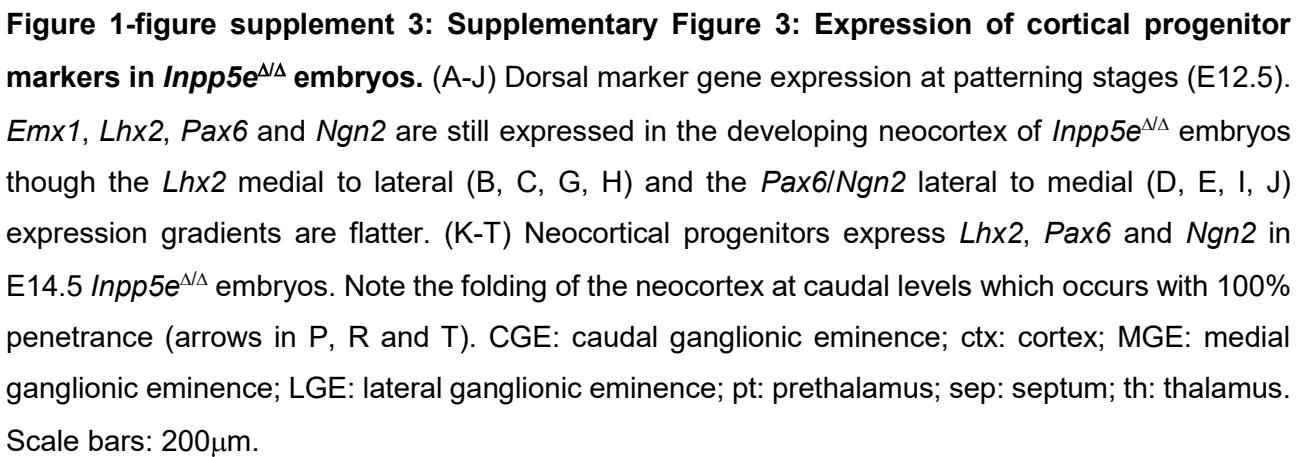 Figure 1-figure supplement 3: Supplementary Figure 3: Expression of cortical progenitor
markers in Inpp5eΔ/Δ embryos. (A-J) Dorsal marker gene expression at patterning stages (E12.5).
Emx1, Lhx2, Pax6 and Ngn2 are still expressed in the developing neocortex of Inpp5eΔ/Δ embryos
though the Lhx2 medial to lateral (B, C, G, H) and the Pax6/Ngn2 lateral to medial (D, E, I, J)
expression gradients are flatter. (K-T) Neocortical progenitors express Lhx2, Pax6 and Ngn2 in
E14.5 Inpp5eΔ/Δ embryos. Note the folding of the neocortex at caudal levels which occurs with 100%
penetrance (arrows in P, R and T). CGE: caudal ganglionic eminence; ctx: cortex; MGE: medial
ganglionic eminence; LGE: lateral ganglionic eminence; pt: prethalamus; sep: septum; th: thalamus.
Scale bars: 200μm.